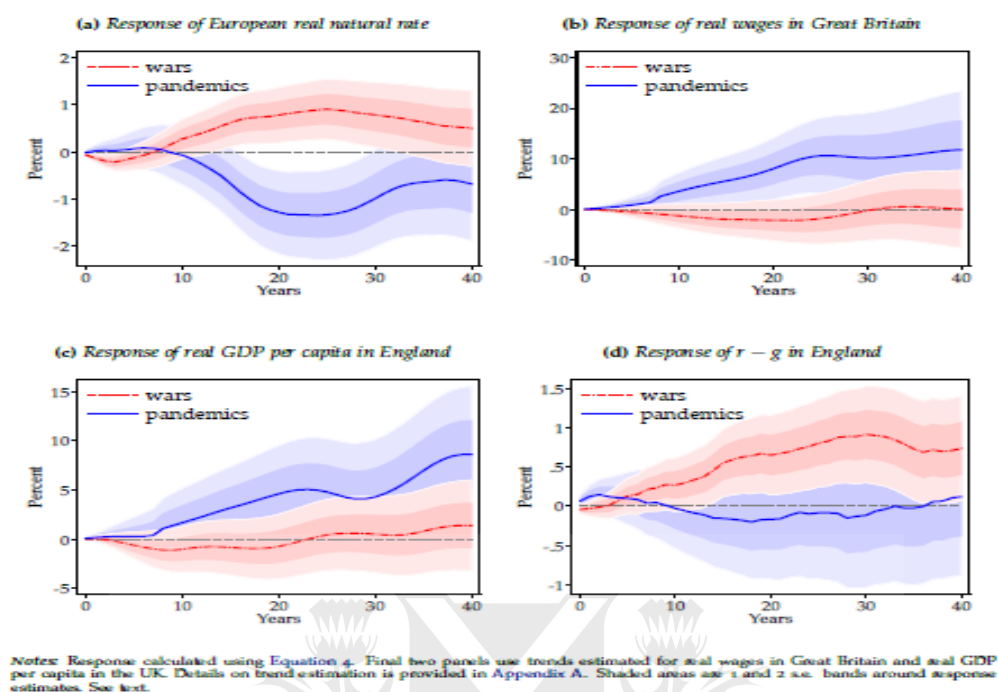 (a) Response of European real natural rate
2
1
0
-1
-2
Percent
wars
pandemics
0 10 20 30 40
Years
(b) Response of real wages in Great Britain
30
20
10
0
-10
Percent
wars
pandemics
0 10 20 30 40
Years
(c) Response of real GDP per capita in England
15
10
5
0
-5
Percent
wars
pandemics
0 10 20 30 40
Years
(d) Response of r − g in England
1.5
1
.5
0
-.5
-1
Percent
wars
pandemics
0 10 20 30 40
Years
Notes: Response calculated using Equation 4. Final two panels use trends estimated for real wages in Great Britain and real GDP
per capita in the UK. Details on trend estimation is provided in Appendix A. Shaded areas are 1 and 2 s.e. bands around response
estimates. See text.